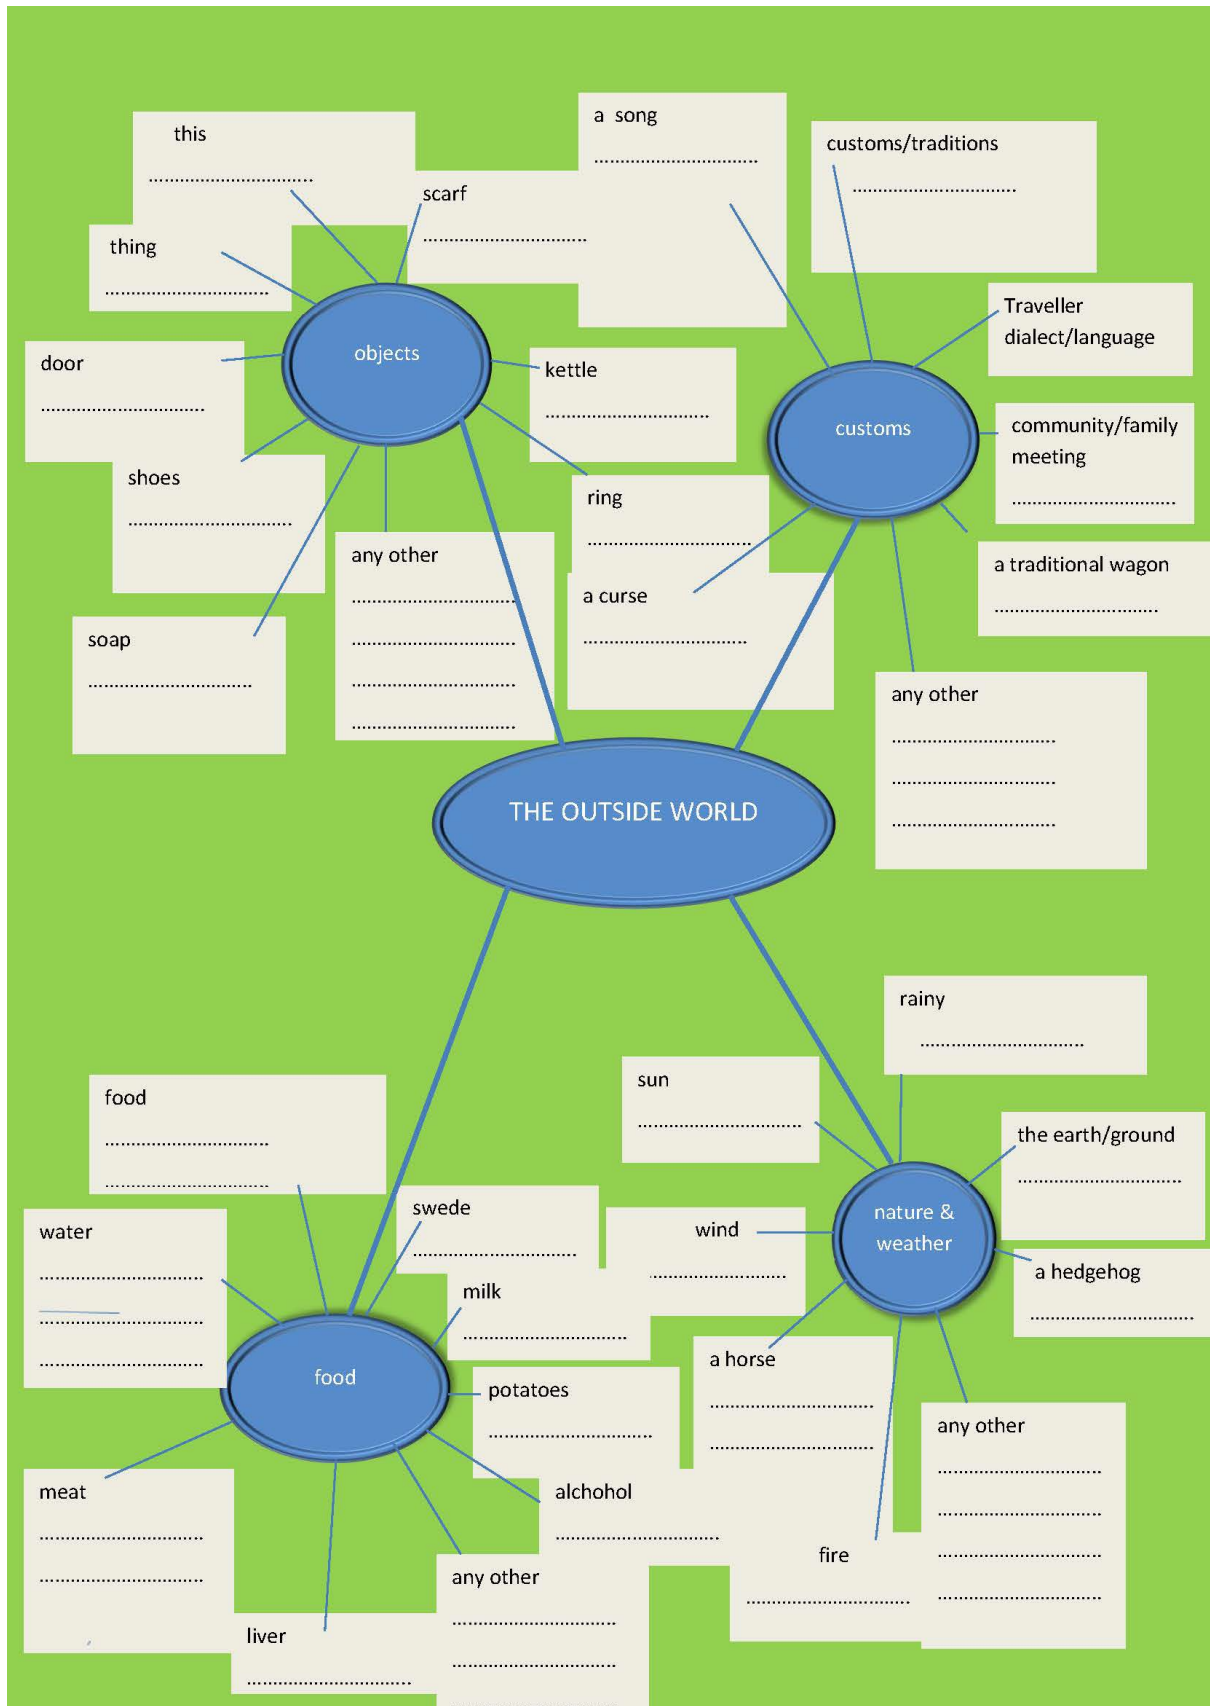 a song
..............................
customs/traditions
..............................
this
..............................
scarf
..............................
thing
..............................
Traveller
dialect/language
objects
door
..............................
kettle
..............................
customs
community/family
meeting
..............................
shoes
..............................
ring
..............................
any other
..............................
..............................
..............................
..............................
a curse
..............................
a traditional wagon
..............................
soap
..............................
any other
..............................
..............................
..............................
THE OUTSIDE WORLD
rainy
..............................
sun
..............................
food
..............................
..............................
the earth/ground
..............................
swede
..............................
wind
..............................
nature &
weather
water
..............................
..............................
..............................
a hedgehog
..............................
milk
..............................
a horse
..............................
..............................
food
potatoes
..............................
any other
..............................
..............................
..............................
..............................
meat
..............................
..............................
alchohol
..............................
fire
..............................
any other
..............................
..............................
..............................
liver
..............................